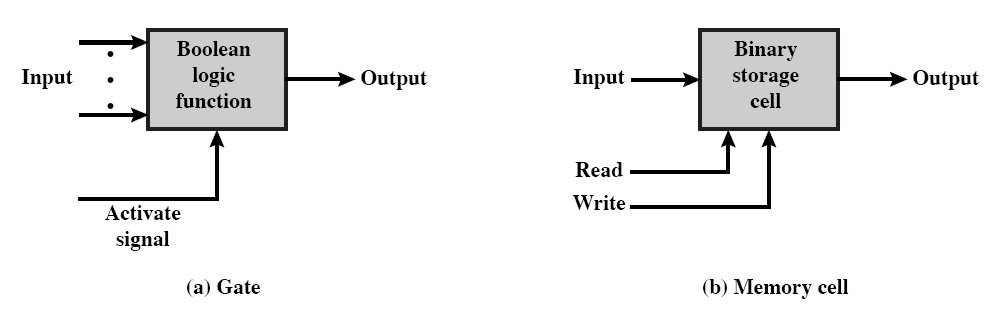 Input
Boolean
logic
function
Output
Activate
signal
(a) Gate
Input
Binary
storage
cell
Output
Read
Write
(b) Memory cell